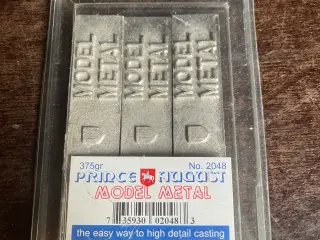 MODEL METAL
MODEL METAL
MODEL METAL
375gr No. 2048
PRINCE AUGUST
MODEL METAL
7 35930 02048 3
the easy way to high detail casting